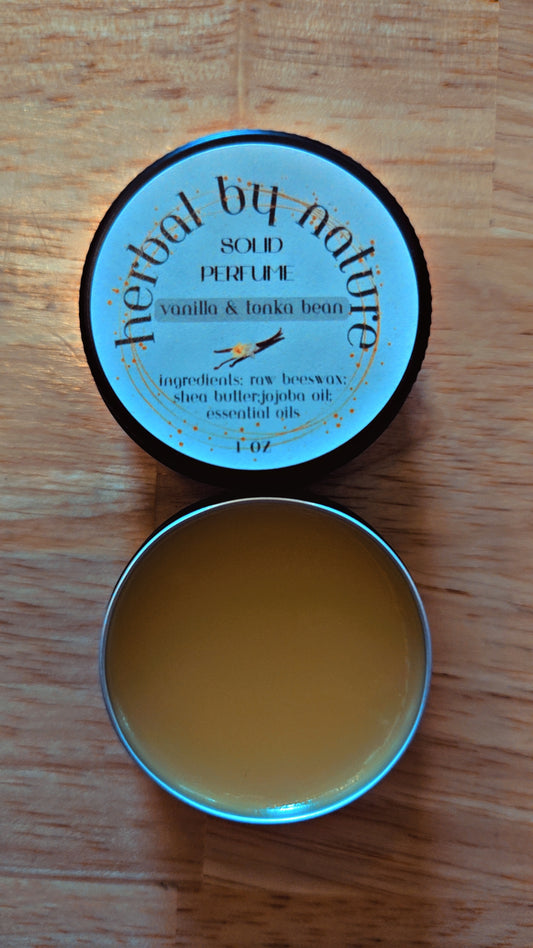 herbal by nature
SOLID
PERFUME
vanilla & tonka bean
ingredients: raw beeswax;
shea butter;jojoba oil;
essential oils
1 OZ